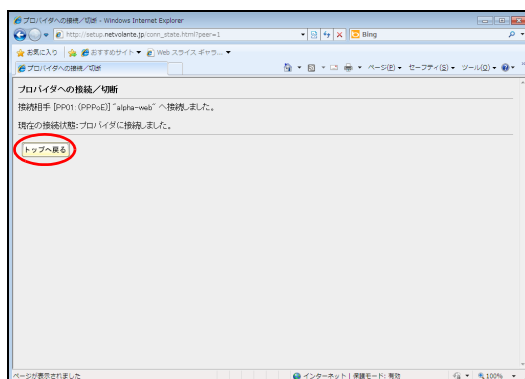 プロバイダへの接続／切断 - Windows Internet Explorer
http://setup.netvolante.jp/conn_state.html?peer=1
Bing
お気に入り おすすめサイト Web スライス ギャラ...
プロバイダへの接続／切断
ページ(P) セーフティ(S) ツール(O)
プロバイダへの接続／切断
接続相手 [PP01: (PPPoE)] "alpha-web" へ接続しました。
現在の接続状態:プロバイダに接続しました。
トップへ戻る
ページが表示されました
インターネット | 保護モード: 有効
100%